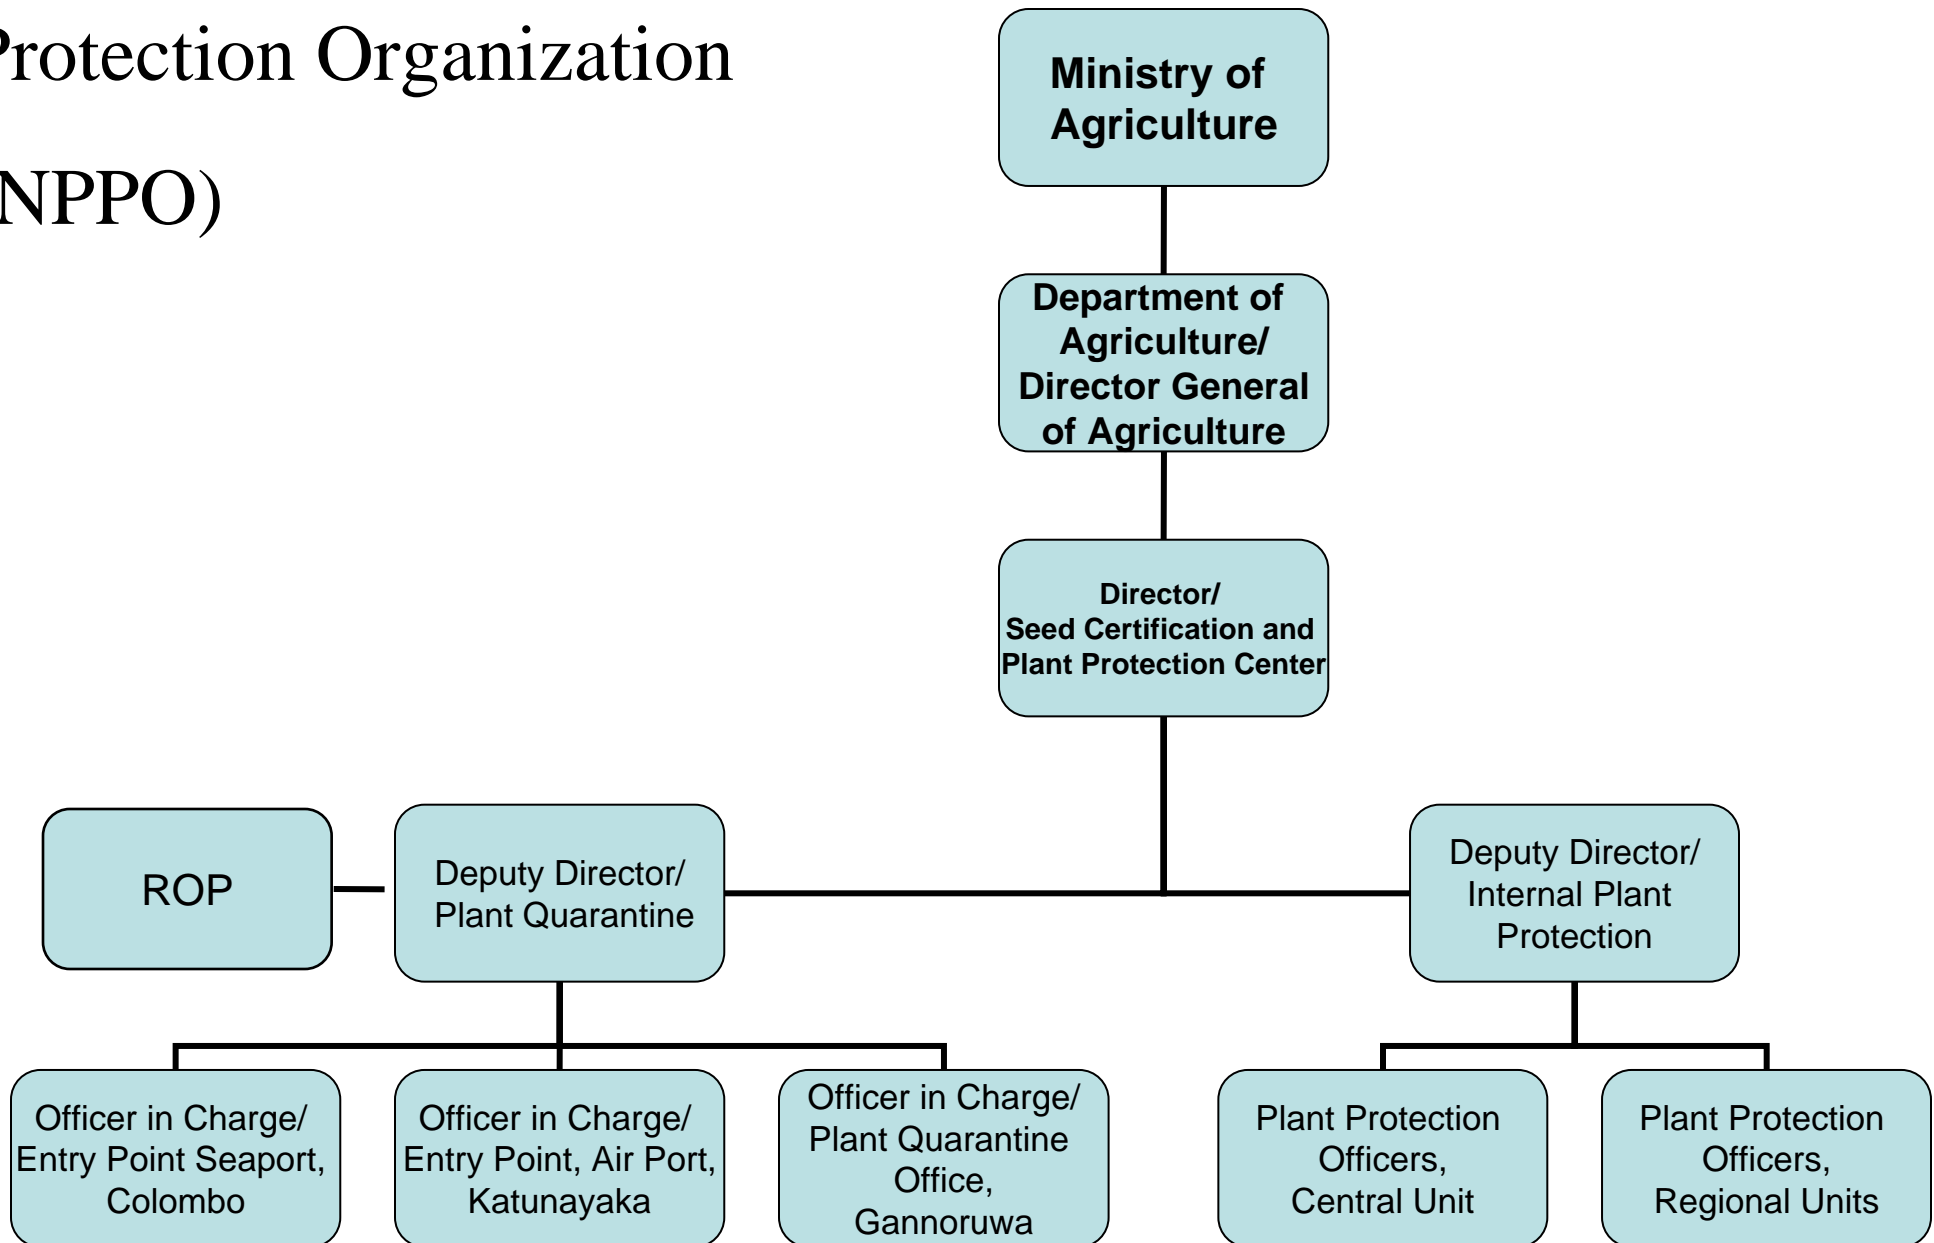 Protection Organization
NPPO)
Ministry of
Agriculture
Department of
Agriculture/
Director General
of Agriculture
Director/
Seed Certification and
Plant Protection Center
ROP
Deputy Director/
Plant Quarantine
Deputy Director/
Internal Plant
Protection
Officer in Charge/
Entry Point Seaport,
Colombo
Officer in Charge/
Entry Point, Air Port,
Katunayaka
Officer in Charge/
Plant Quarantine
Office,
Gannoruwa
Plant Protection
Officers,
Central Unit
Plant Protection
Officers,
Regional Units